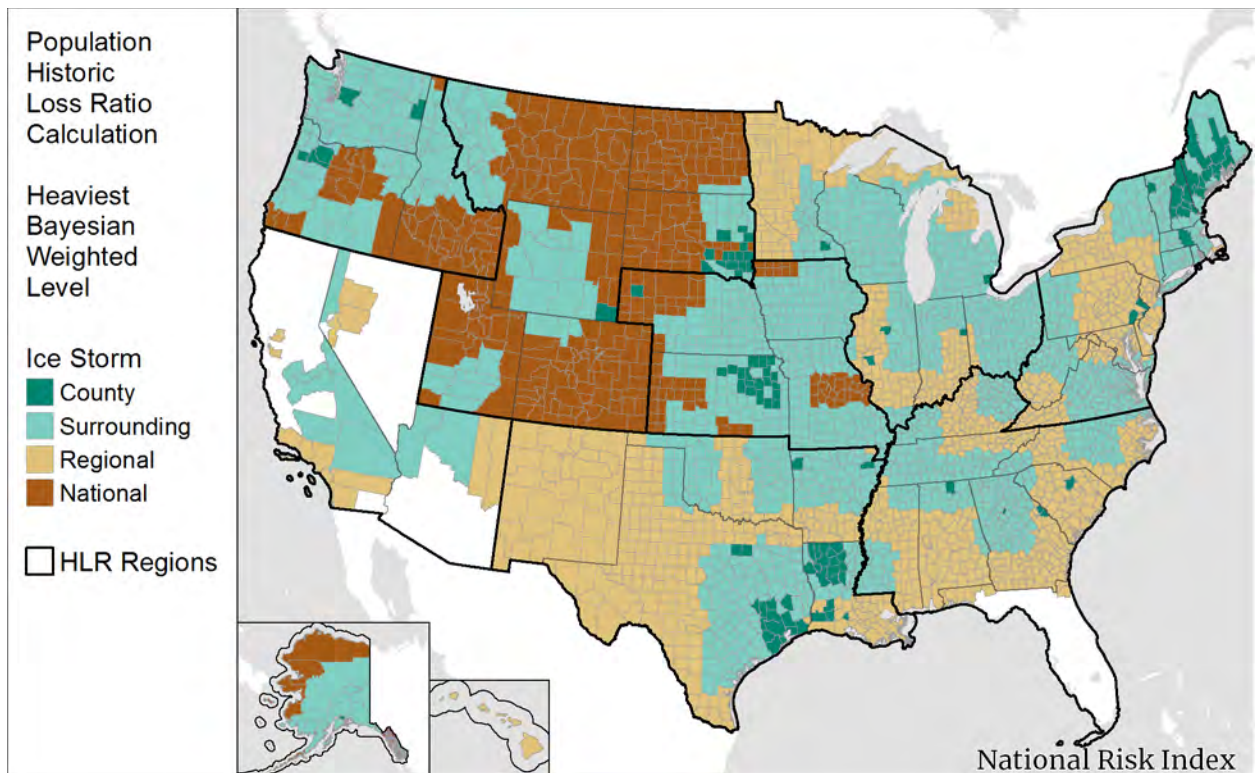 Population
Historic
Loss Ratio
Calculation
Heaviest
Bayesian
Weighted
Level
Ice Storm
County
Surrounding
Regional
National
HLR Regions
National Risk Index